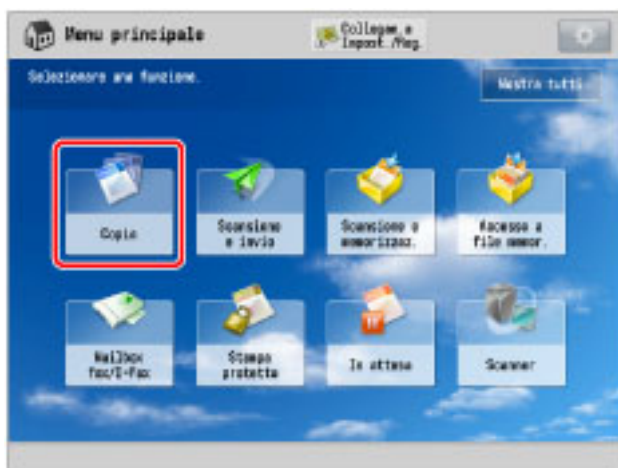 Menu principale
Collegam. a
Impost./Reg.
Selezionare una funzione.
Mostra tutti
Copia
Scansione
e invio
Scansione e
memorizzaz.
Accesso a
file memor.
Mailbox
fax/I-Fax
Stampa
protetta
In attesa
Scanner